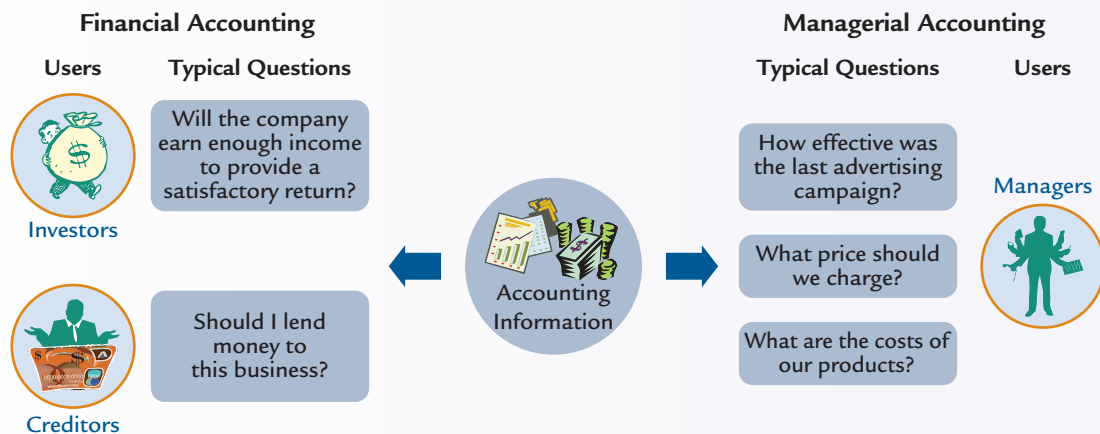 Financial Accounting
Users
Typical Questions
$
Investors
Will the company
earn enough income
to provide a
satisfactory return?
Creditors
Should I lend
money to
this business?
Accounting
Information
Managerial Accounting
Typical Questions
Users
How effective was
the last advertising
campaign?
What price should
we charge?
What are the costs of
our products?
Managers